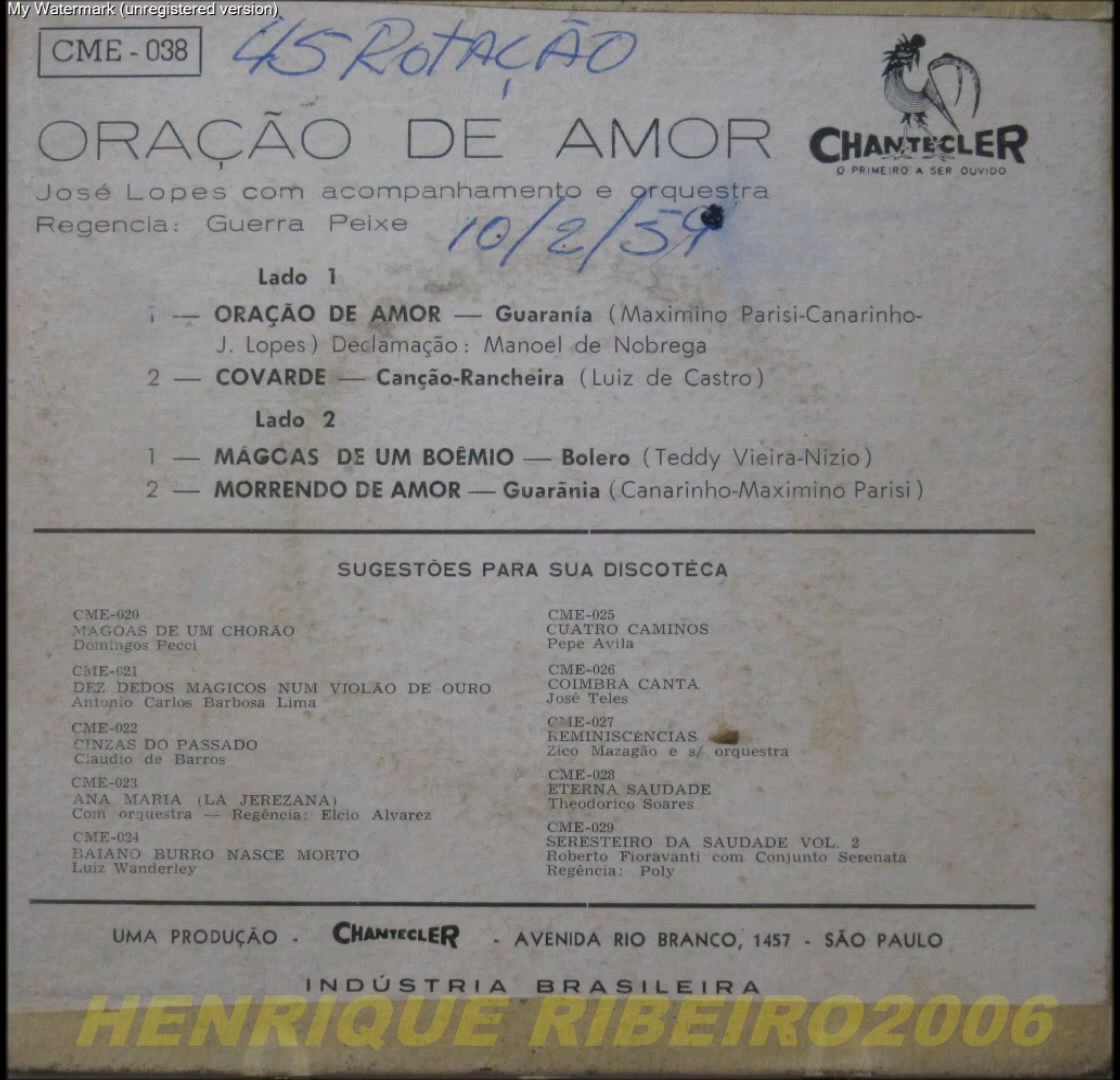 My Watermark (unregistered version)
CME - 038
45 ROTAÇÃO
ORAÇÃO DE AMOR
CHANTECLER
O PRIMEIRO A SER OUVIDO
José Lopes com acompanhamento e orquestra
Regencia: Guerra Peixe
10/2/59
Lado 1
1 — ORAÇÃO DE AMOR — Guaranía (Maximino Parisi-Canarinho-
J. Lopes) Declamação: Manoel de Nobrega
2 — COVARDE — Canção-Rancheira (Luiz de Castro)
Lado 2
1 — MÁGOAS DE UM BOÊMIO — Bolero (Teddy Vieira-Nizio)
2 — MORRENDO DE AMOR — Guarãnia (Canarinho-Maximino Parisi)
SUGESTÕES PARA SUA DISCOTÉCA
CME-020
MAGOAS DE UM CHORÃO
Domingos Pecci
CME-021
DEZ DEDOS MAGICOS NUM VIOLÃO DE OURO
Antonio Carlos Barbosa Lima
CME-022
CINZAS DO PASSADO
Claudio de Barros
CME-023
ANA MARIA (LA JEREZANA)
Com orquestra — Regência: Elcio Alvarez
CME-024
BAIANO BURRO NASCE MORTO
Luiz Wanderley
CME-025
CUATRO CAMINOS
Pepe Avila
CME-026
COIMBRA CANTA
José Teles
CME-027
REMINISCÊNCIAS
Zico Mazagão e s/ orquestra
CME-028
ETERNA SAUDADE
Theodorico Soares
CME-029
SERESTEIRO DA SAUDADE VOL. 2
Roberto Fioravanti com Conjunto Serenata
Regência: Poly
UMA PRODUÇÃO - CHANTECLER - AVENIDA RIO BRANCO, 1457 - SÃO PAULO
INDÚSTRIA BRASILEIRA
HENRIQUE RIBEIRO2006